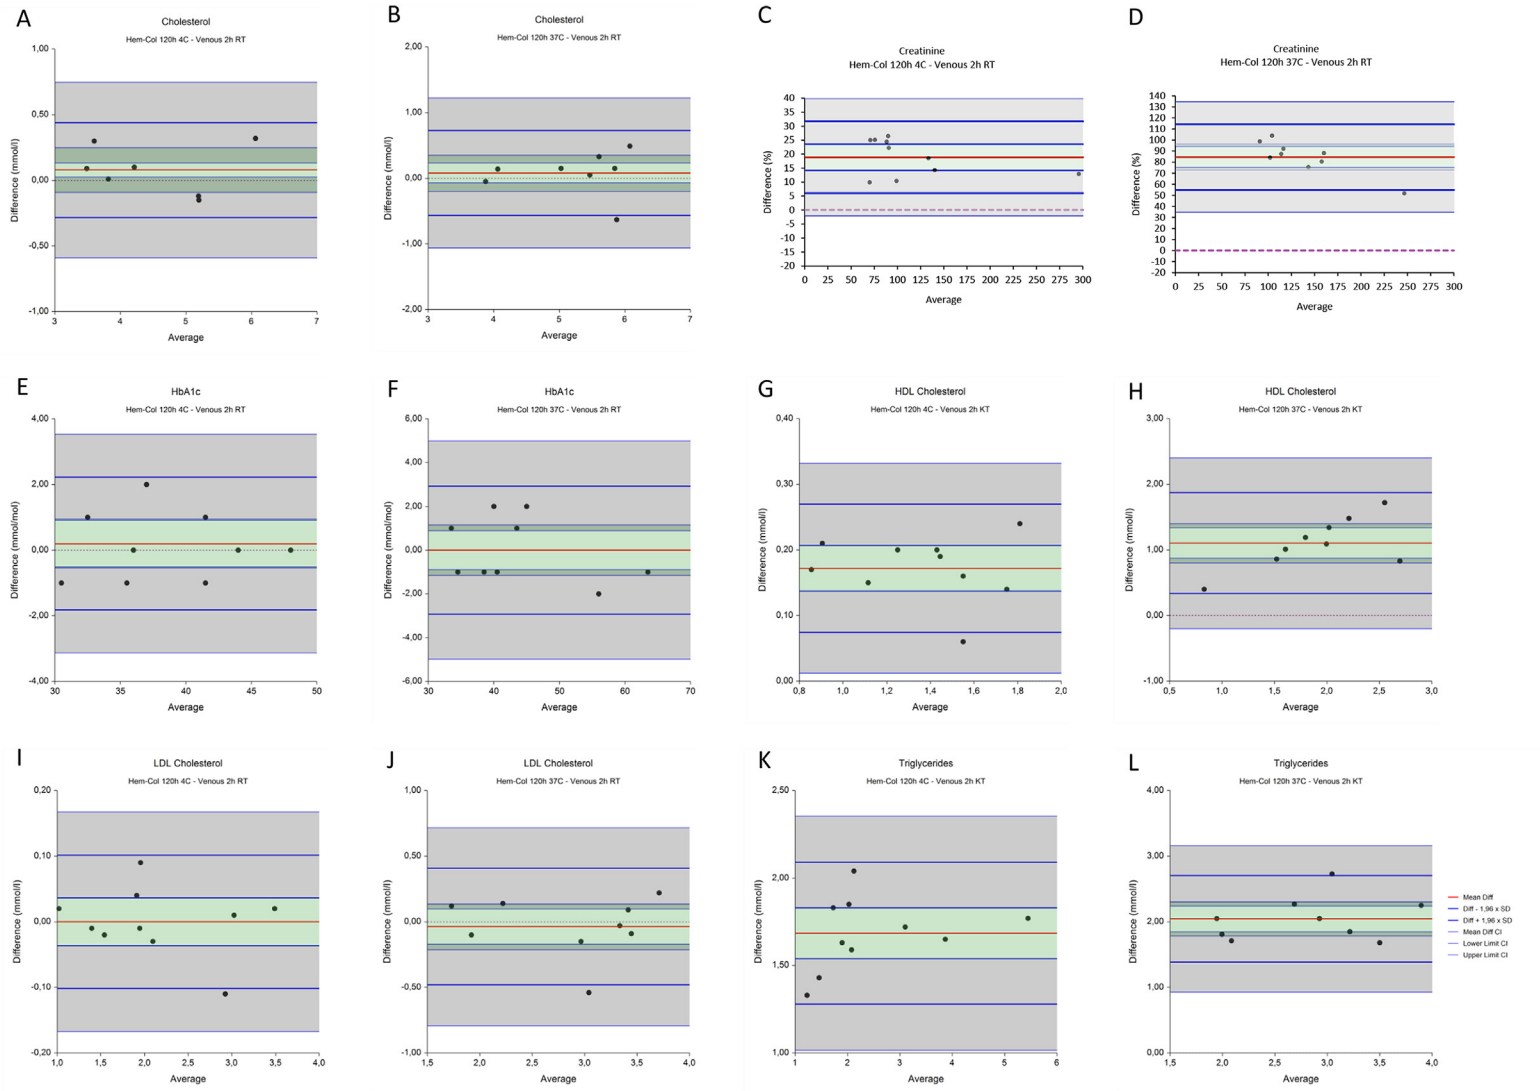 A
Cholesterol
Hem-Col 120h 4C - Venous 2h RT
Difference (mmol/l)
1,00
0,50
0,00
-0,50
-1,00
3 4 5 6 7
Average
B
Cholesterol
Hem-Col 120h 37C - Venous 2h RT
Difference (mmol/l)
2,00
1,00
0,00
-1,00
-2,00
3 4 5 6 7
Average
C
Creatinine
Hem-Col 120h 4C - Venous 2h RT
Difference (%)
40
35
30
25
20
15
10
5
0
-5
-10
-15
-20
0 25 50 75 100 125 150 175 200 225 250 275 300
Average
D
Creatinine
Hem-Col 120h 37C - Venous 2h RT
Difference (%)
140
130
120
110
100
90
80
70
60
50
40
30
20
10
0
-10
-20
0 25 50 75 100 125 150 175 200 225 250 275 300
Average
E
HbA1c
Hem-Col 120h 4C - Venous 2h RT
Difference (mmol/mol)
4,00
2,00
0,00
-2,00
-4,00
30 35 40 45 50
Average
F
HbA1c
Hem-Col 120h 37C - Venous 2h RT
Difference (mmol/mol)
6,00
4,00
2,00
0,00
-2,00
-4,00
-6,00
30 40 50 60 70
Average
G
HDL Cholesterol
Hem-Col 120h 4C - Venous 2h KT
Difference (mmol/l)
0,40
0,30
0,20
0,10
0,00
0,8 1,0 1,2 1,4 1,6 1,8 2,0
Average
H
HDL Cholesterol
Hem-Col 120h 37C - Venous 2h KT
Difference (mmol/l)
3,00
2,00
1,00
0,00
-1,00
0,5 1,0 1,5 2,0 2,5 3,0
Average
I
LDL Cholesterol
Hem-Col 120h 4C - Venous 2h RT
Difference (mmol/l)
0,20
0,10
0,00
-0,10
-0,20
1,0 1,5 2,0 2,5 3,0 3,5 4,0
Average
J
LDL Cholesterol
Hem-Col 120h 37C - Venous 2h RT
Difference (mmol/l)
1,00
0,50
0,00
-0,50
-1,00
1,5 2,0 2,5 3,0 3,5 4,0
Average
K
Triglycerides
Hem-Col 120h 4C - Venous 2h KT
Difference (mmol/l)
2,50
2,00
1,50
1,00
1 2 3 4 5 6
Average
L
Triglycerides
Hem-Col 120h 37C - Venous 2h KT
Difference (mmol/l)
4,00
3,00
2,00
1,00
0,00
1,5 2,0 2,5 3,0 3,5 4,0
Average
Mean Diff
Diff - 1,96 x SD
Diff + 1,96 x SD
Mean Diff CI
Lower Limit CI
Upper Limit CI